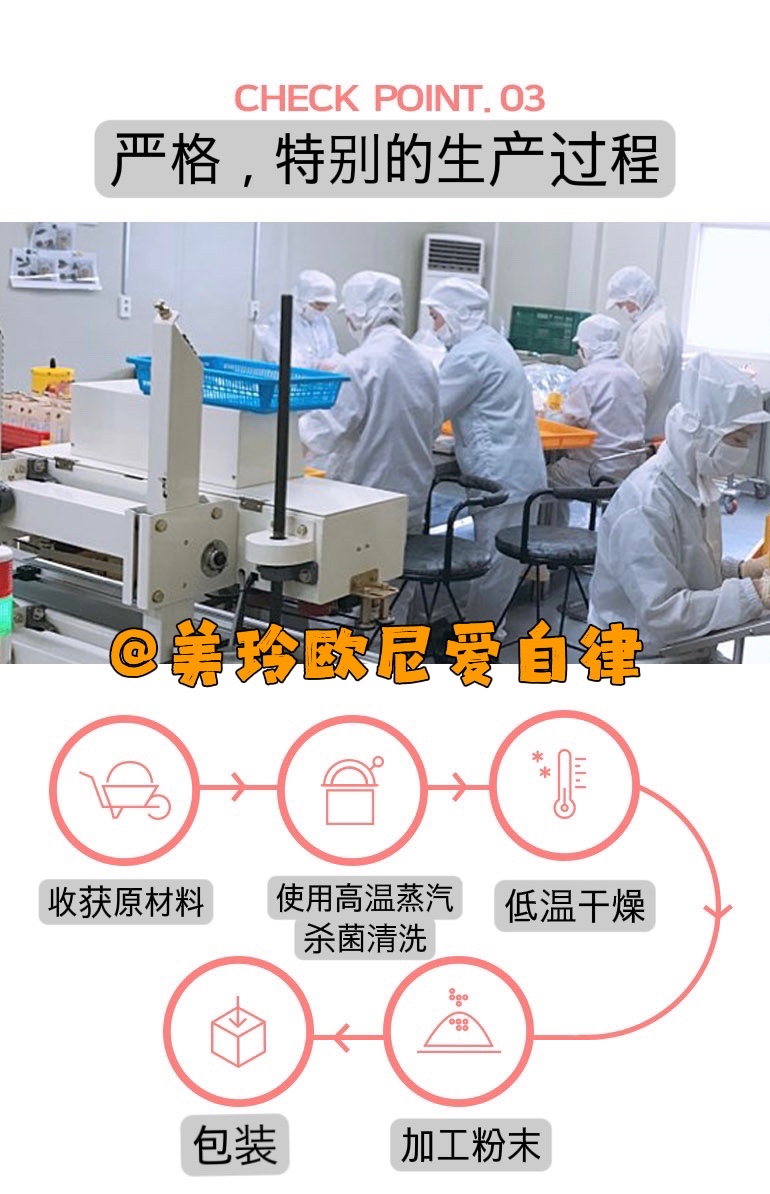 CHECK POINT. 03
严格，特别的生产过程
@美玲欧尼爱自律
收获原材料
使用高温蒸汽
杀菌清洗
低温干燥
包装
加工粉末